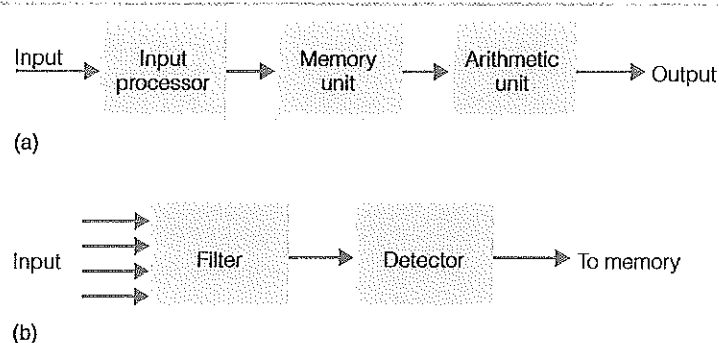 Input
Input
processor
Memory
unit
Arithmetic
unit
Output
(a)
Input
Filter
Detector
To memory
(b)